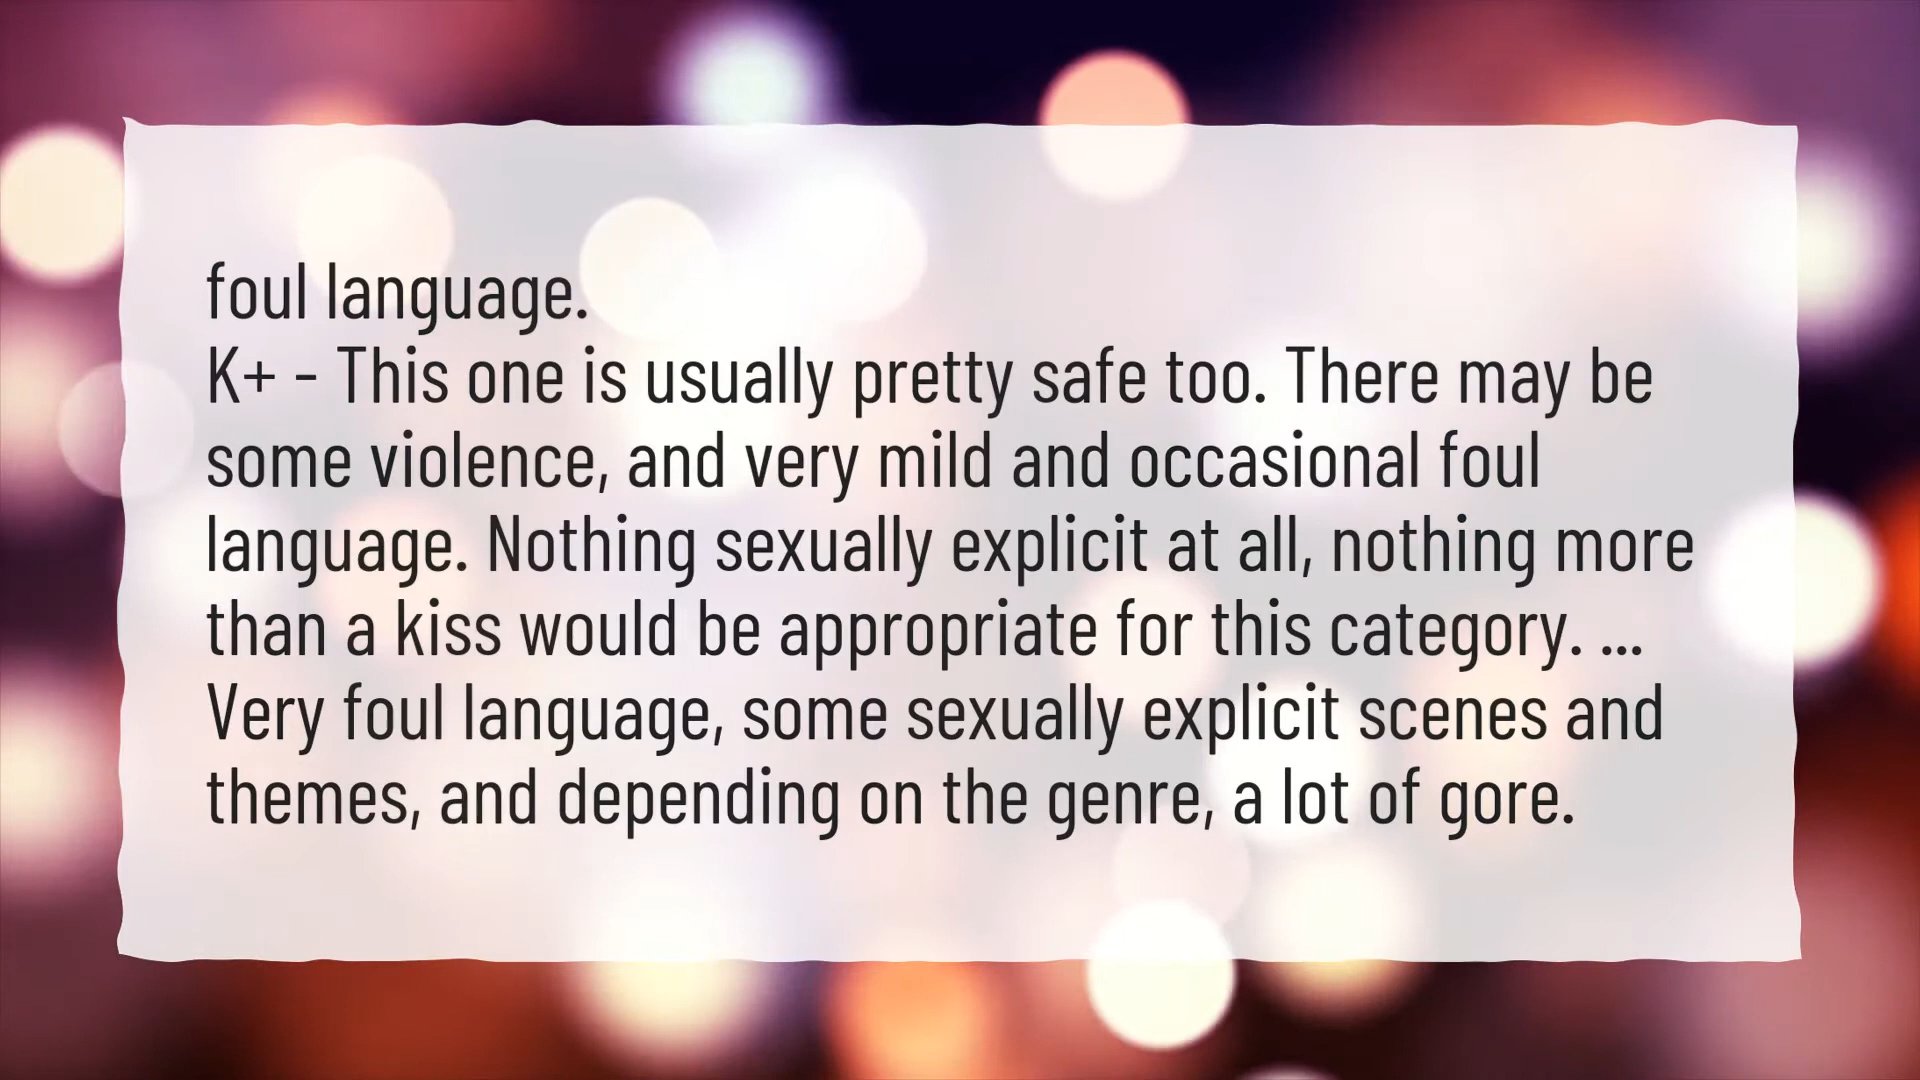 foul language.
K+ - This one is usually pretty safe too. There may be
some violence, and very mild and occasional foul
language. Nothing sexually explicit at all, nothing more
than a kiss would be appropriate for this category. ...
Very foul language, some sexually explicit scenes and
themes, and depending on the genre, a lot of gore.